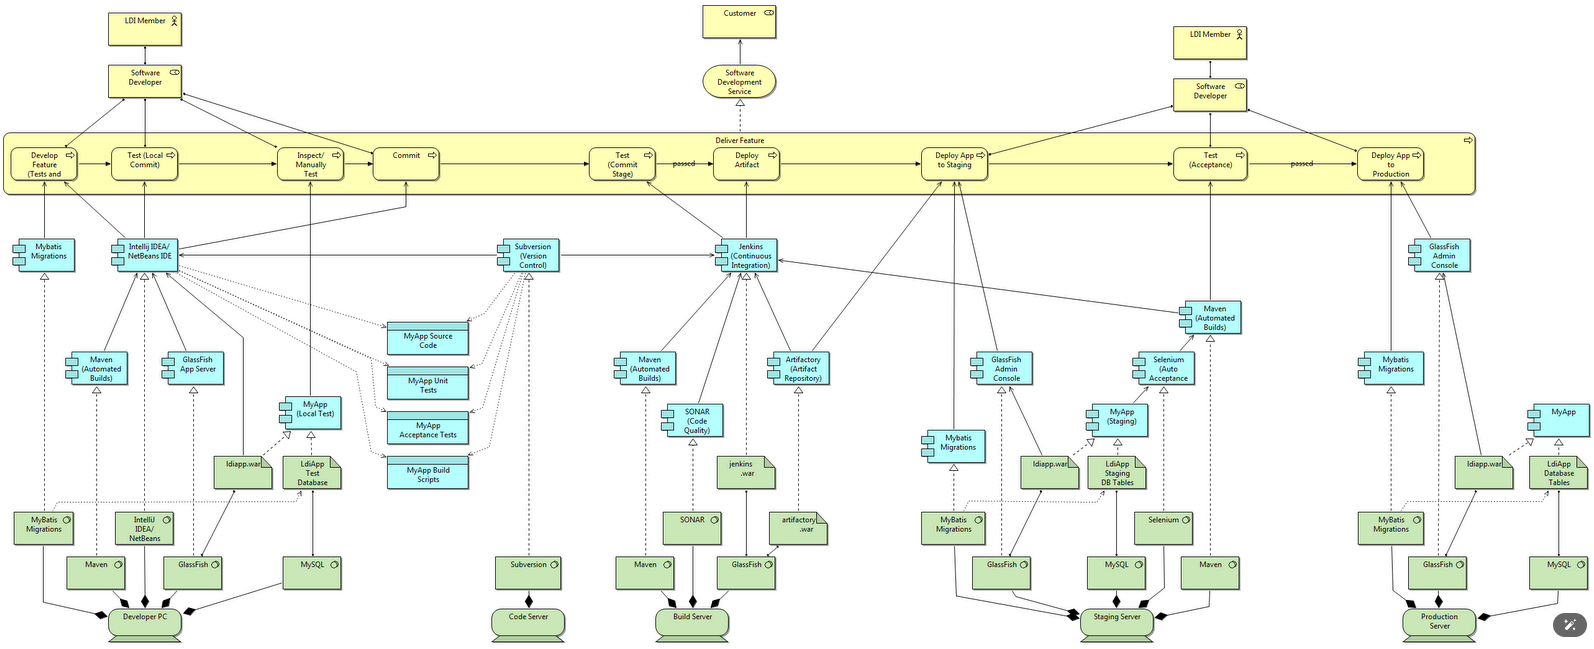 LDI Member
Customer
LDI Member
Software
Developer
Software
Development
Service
Software
Developer
Deliver Feature
Develop
Feature
(Tests and
Test (Local
Commit)
Inspect/
Manually
Test
Commit
Test
(Commit
Stage)
passed
Deploy
Artifact
Deploy App
to Staging
Test
(Acceptance)
passed
Deploy App
to
Production
Mybatis
Migrations
Intellij IDEA/
NetBeans IDE
Subversion
(Version
Control)
Jenkins
(Continuous
Integration)
GlassFish
Admin
Console
Maven
(Automated
Builds)
MyApp Source
Code
Maven
(Automated
Builds)
GlassFish
App Server
MyApp Unit
Tests
Maven
(Automated
Builds)
Artifactory
(Artifact
Repository)
GlassFish
Admin
Console
Selenium
(Auto
Acceptance
Mybatis
Migrations
MyApp
(Local Test)
MyApp
Acceptance Tests
SONAR
(Code
Quality)
MyApp
(Staging)
MyApp
Mybatis
Migrations
ldiapp.war
LdiApp
Test
Database
MyApp Build
Scripts
jenkins
.war
ldiapp.war
LdiApp
Staging
DB Tables
ldiapp.war
LdiApp
Database
Tables
MyBatis
Migrations
IntelliJ
IDEA/
NetBeans
SONAR
artifactory
.war
MyBatis
Migrations
Selenium
MyBatis
Migrations
Maven
GlassFish
MySQL
Subversion
Maven
GlassFish
GlassFish
MySQL
Maven
GlassFish
MySQL
Developer PC
Code Server
Build Server
Staging Server
Production
Server